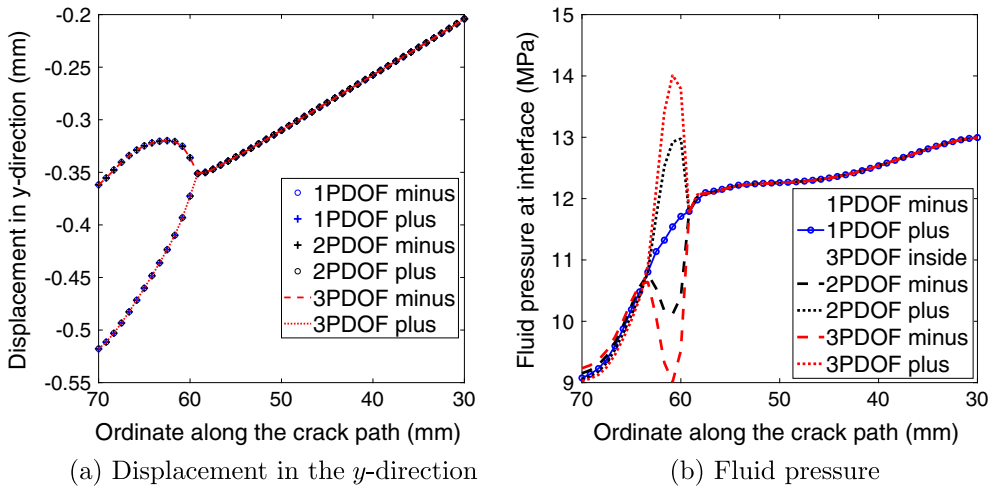 -0.2
-0.25
-0.3
-0.35
-0.4
-0.45
-0.5
-0.55
Displacement in y-direction (mm)
1PDOF minus
1PDOF plus
2PDOF minus
2PDOF plus
3PDOF minus
3PDOF plus
70 60 50 40 30
Ordinate along the crack path (mm)
(a) Displacement in the y-direction
15
14
13
12
11
10
9
Fluid pressure at interface (MPa)
1PDOF minus
1PDOF plus
3PDOF inside
2PDOF minus
2PDOF plus
3PDOF minus
3PDOF plus
70 60 50 40 30
Ordinate along the crack path (mm)
(b) Fluid pressure